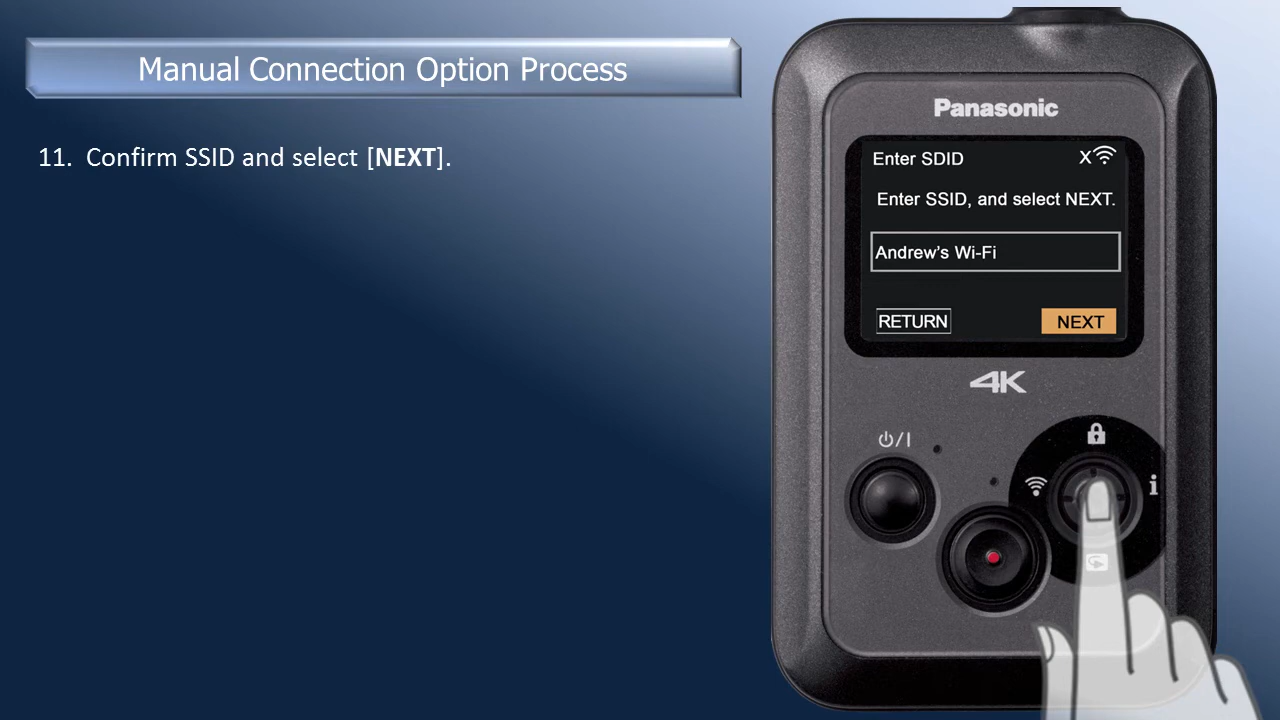 Manual Connection Option Process
11. Confirm SSID and select [NEXT].
Panasonic
Enter SDID X
Enter SSID, and select NEXT.
Andrew’s Wi-Fi
RETURN NEXT
4K
⏻/I
i